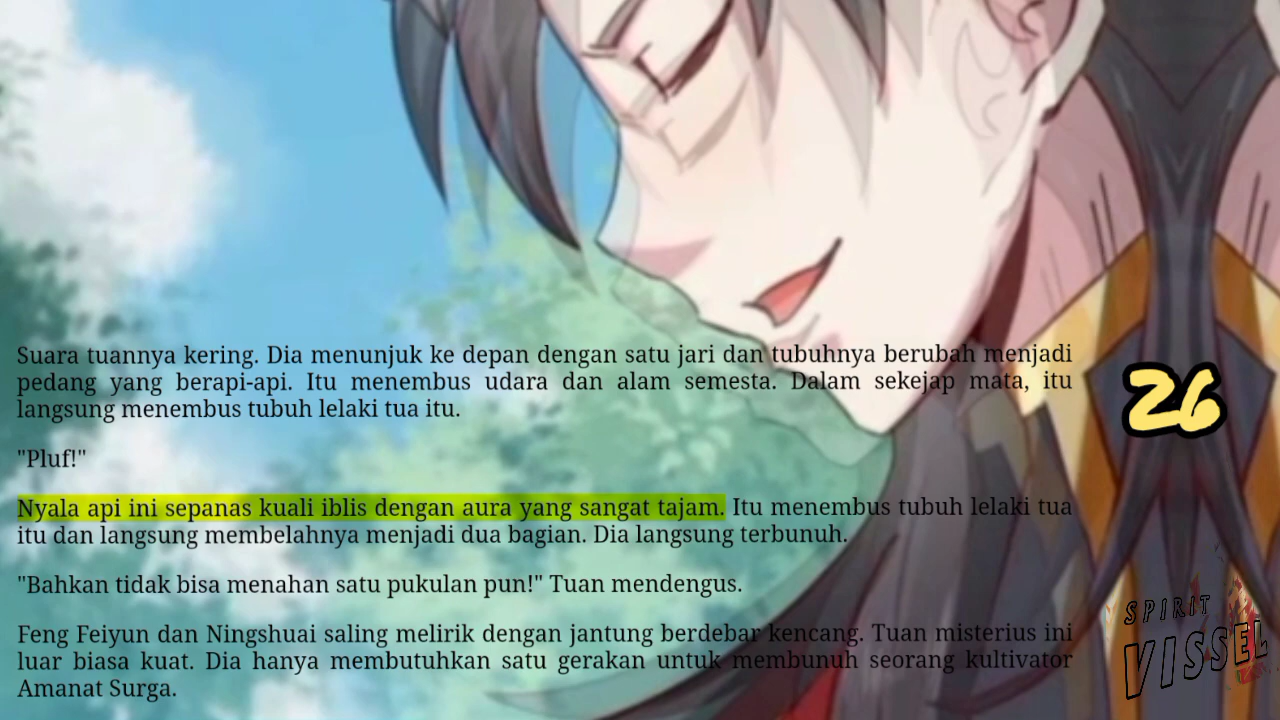 Suara tuannya kering. Dia menunjuk ke depan dengan satu jari dan tubuhnya berubah menjadi
pedang yang berapi-api. Itu menembus udara dan alam semesta. Dalam sekejap mata, itu
langsung menembus tubuh lelaki tua itu.
"Pluf!"
Nyala api ini sepanas kuali iblis dengan aura yang sangat tajam. Itu menembus tubuh lelaki tua
itu dan langsung membelahnya menjadi dua bagian. Dia langsung terbunuh.
"Bahkan tidak bisa menahan satu pukulan pun!" Tuan mendengus.
Feng Feiyun dan Ningshuai saling melirik dengan jantung berdebar kencang. Tuan misterius ini
luar biasa kuat. Dia hanya membutuhkan satu gerakan untuk membunuh seorang kultivator
Amanat Surga.
26
SPIRIT
VISSEL